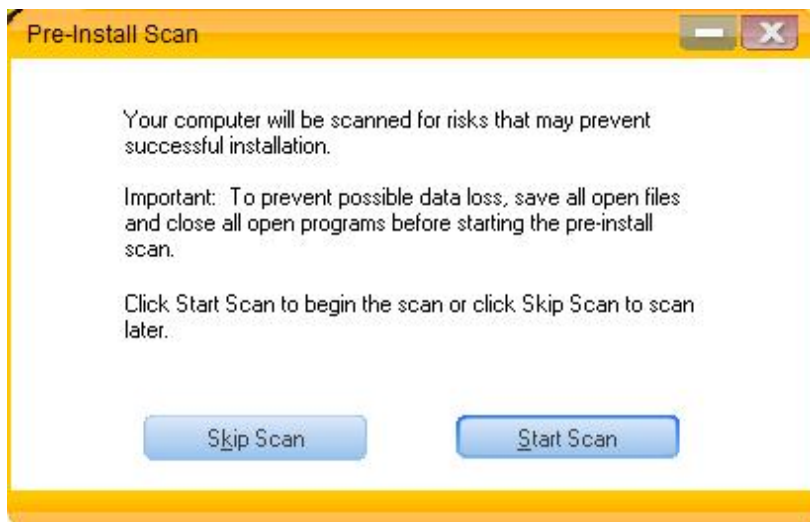 Pre-Install Scan
Your computer will be scanned for risks that may prevent
successful installation.
Important:  To prevent possible data loss, save all open files
and close all open programs before starting the pre-install
scan.
Click Start Scan to begin the scan or click Skip Scan to scan
later.
Skip Scan
Start Scan